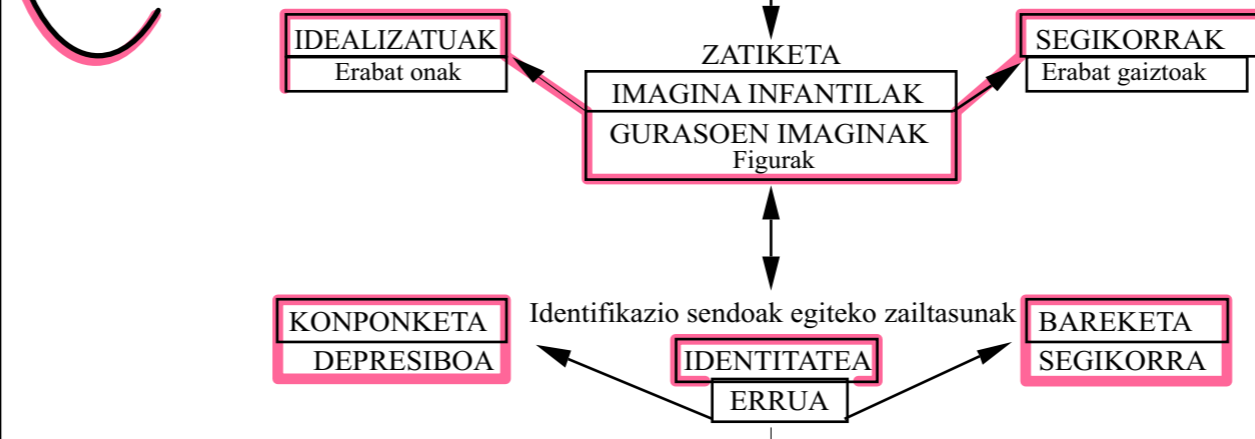 IDEALIZATUAK
Erabat onak
ZATIKETA
IMAGINA INFANTILAK
GURASOEN IMAGINAK
Figurak
SEGIKORRAK
Erabat gaiztoak
Identifikazio sendoak egiteko zailtasunak
KONPONKETA
DEPRESIBOA
IDENTITATEA
ERRUA
BAREKETA
SEGIKORRA